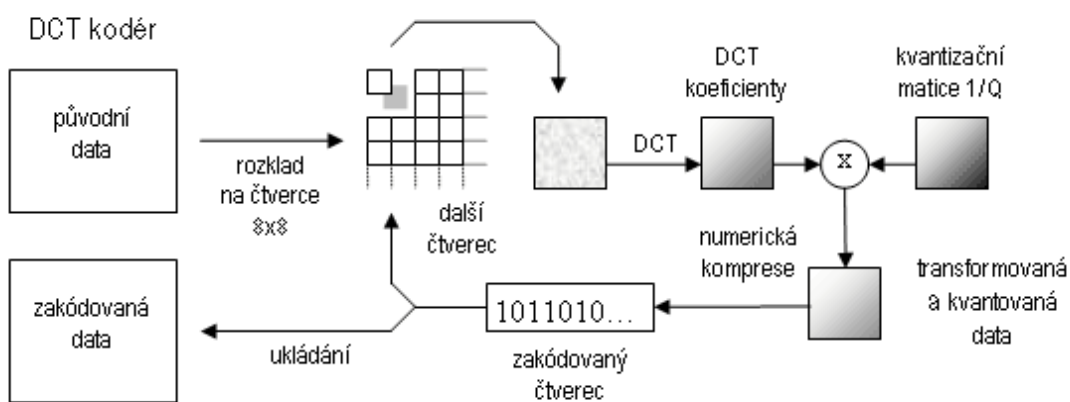 DCT kodér
původní
data
rozklad
na čtverce
8x8
další
čtverec
DCT
DCT
koeficienty
kvantizační
matice 1/Q
x
numerická
komprese
transformovaná
a kvantovaná
data
1011010...
zakódovaný
čtverec
ukládání
zakódovaná
data